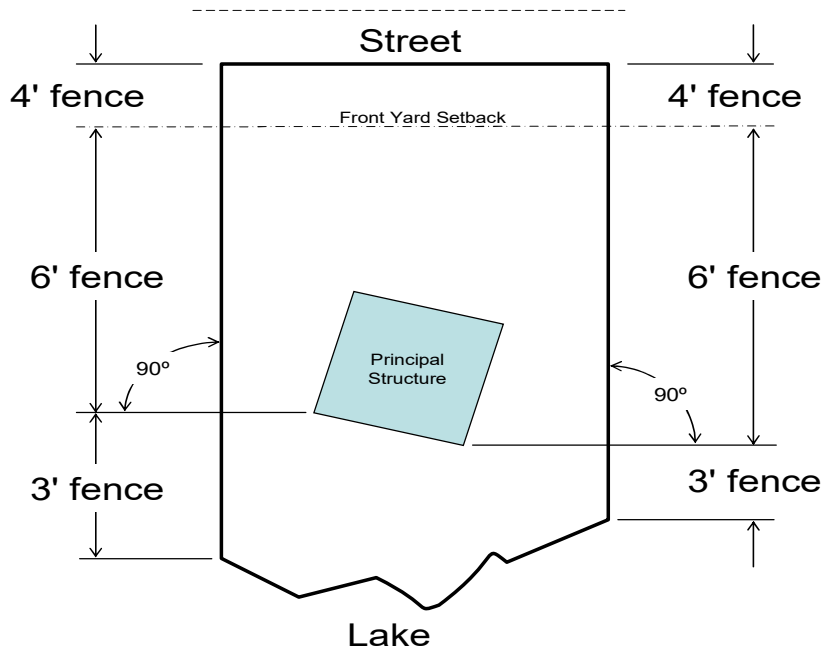 Street
4' fence
4' fence
Front Yard Setback
6' fence
6' fence
Principal
Structure
90º
90º
3' fence
3' fence
Lake